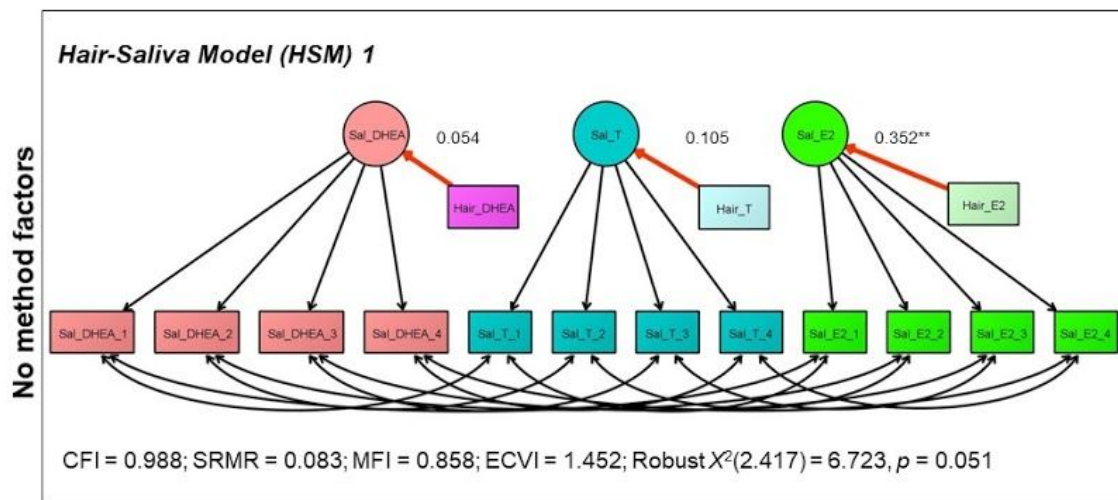 Hair-Saliva Model (HSM) 1
No method factors
Sal_DHEA
0.054
Sal_T
0.105
Sal_E2
0.352**
Hair_DHEA
Hair_T
Hair_E2
Sal_DHEA_1
Sal_DHEA_2
Sal_DHEA_3
Sal_DHEA_4
Sal_T_1
Sal_T_2
Sal_T_3
Sal_T_4
Sal_E2_1
Sal_E2_2
Sal_E2_3
Sal_E2_4
CFI = 0.988; SRMR = 0.083; MFI = 0.858; ECVI = 1.452; Robust X²(2.417) = 6.723, p = 0.051